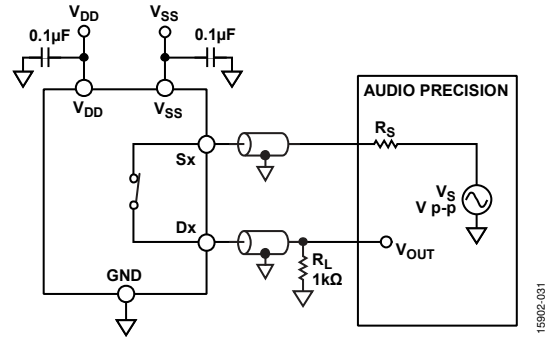 VDD
VSS
0.1µF
0.1µF
VDD
VSS
AUDIO PRECISION
RS
Sx
VS
V p-p
Dx
VOUT
RL
1kΩ
GND
15902-031